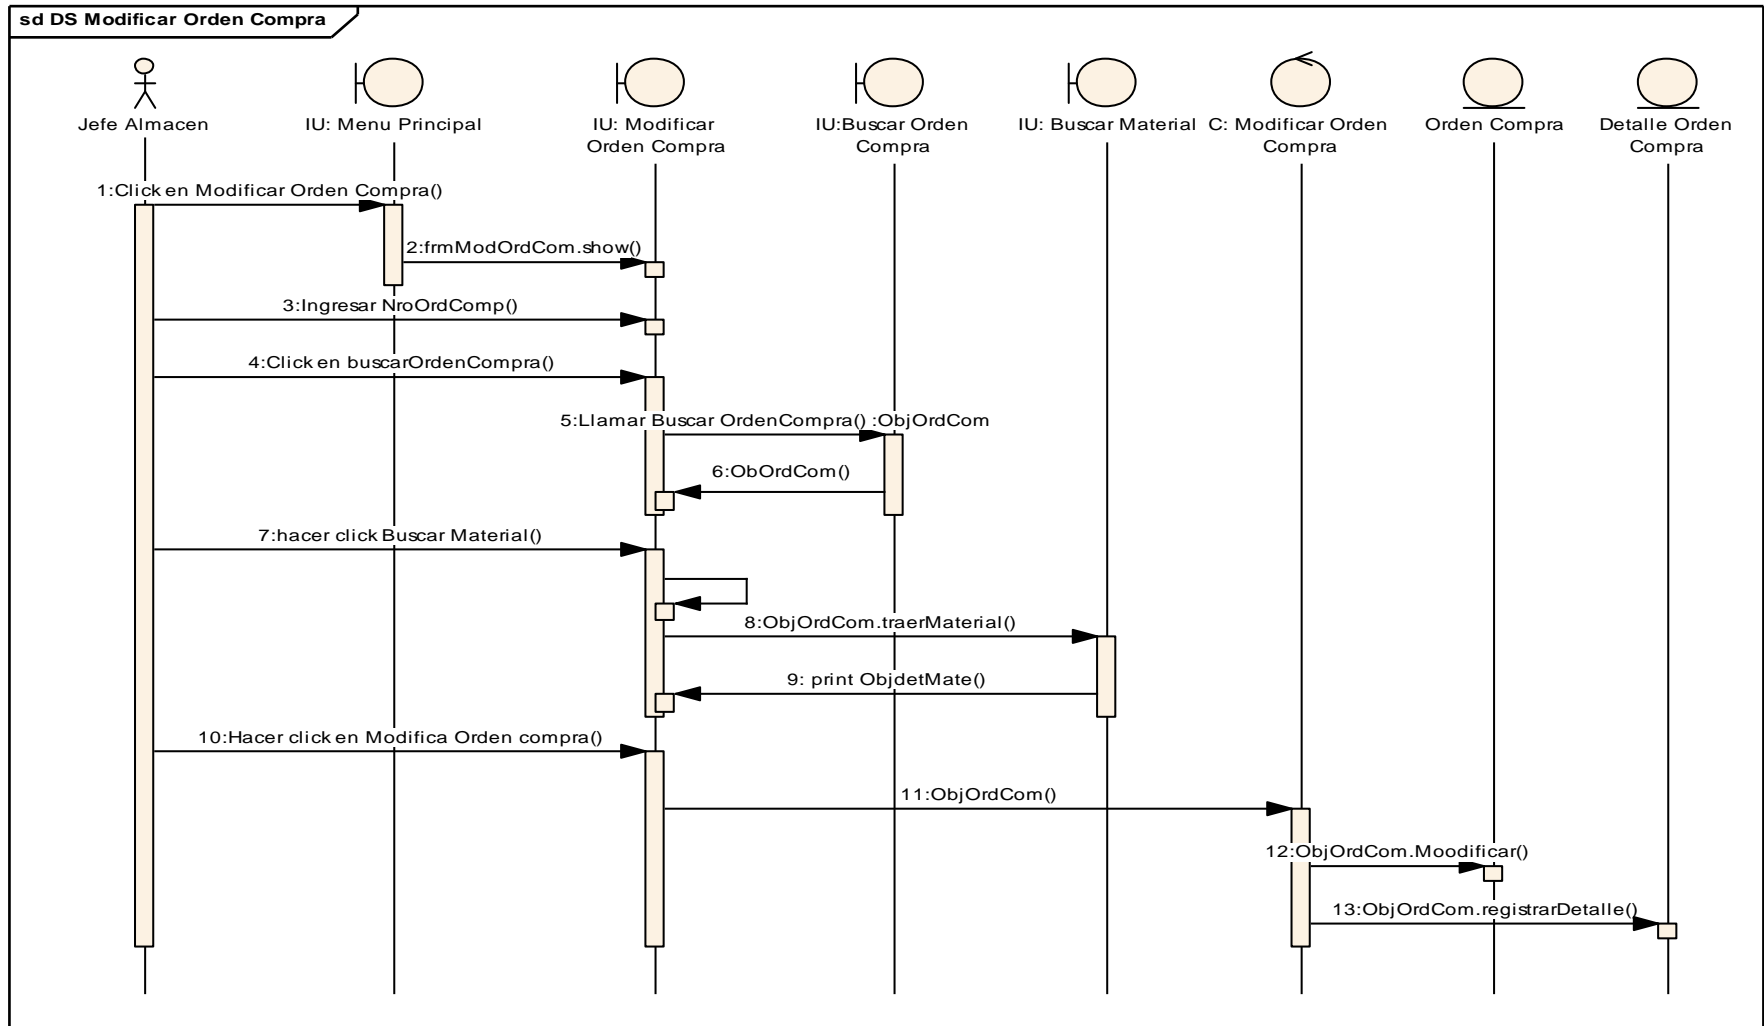 sd DS Modificar Orden Compra
Jefe Almacen
IU: Menu Principal
IU: Modificar
Orden Compra
IU:Buscar Orden
Compra
IU: Buscar Material
C: Modificar Orden
Compra
Orden Compra
Detalle Orden
Compra
1:Click en Modificar Orden Compra()
2:frmModOrdCom.show()
3:Ingresar NroOrdComp()
4:Click en buscarOrdenCompra()
5:Llamar Buscar OrdenCompra() :ObjOrdCom
6:ObOrdCom()
7:hacer click Buscar Material()
8:ObjOrdCom.traerMaterial()
9: print ObjdetMate()
10:Hacer click en Modifica Orden compra()
11:ObjOrdCom()
12:ObjOrdCom.Moodificar()
13:ObjOrdCom.registrarDetalle()